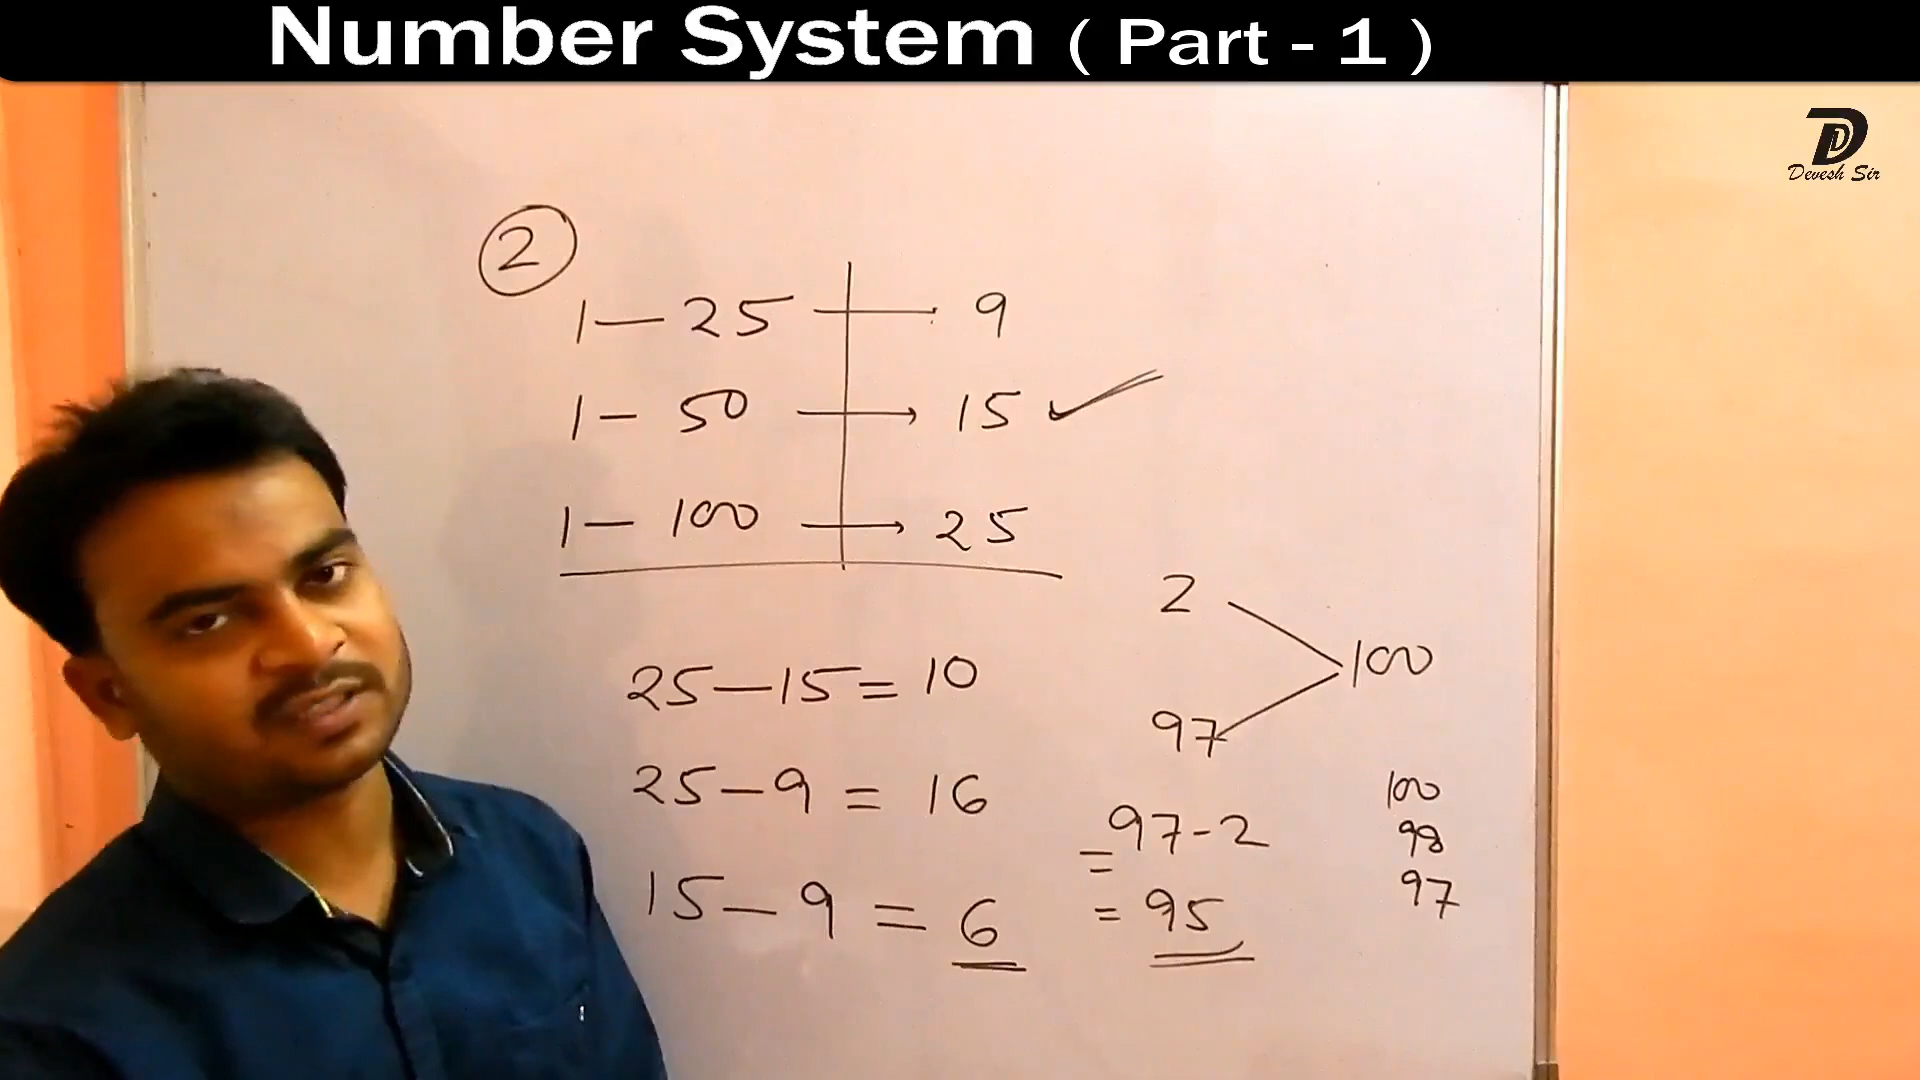 Number System ( Part - 1 )
D
Devesh Sir
②
1 — 25 → 9
1 — 50 → 15 ✓
1 — 100 → 25
25 — 15 = 10
25 — 9 = 16
15 — 9 = 6
2
100
97
= 97 - 2
= 95
100
98
97